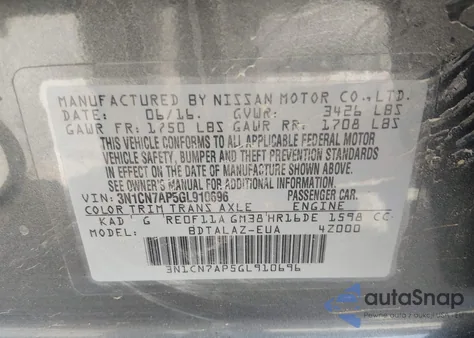 MANUFACTURED BY NISSAN MOTOR CO., LTD.
DATE: 06/16. GVWR: 3426 LBS
GAWR FR: 1750 LBS GAWR RR: 1708 LBS
THIS VEHICLE CONFORMS TO ALL APPLICABLE FEDERAL MOTOR
VEHICLE SAFETY, BUMPER AND THEFT PREVENTION STANDARDS
IN EFFECT ON THE DATE OF MANUFACTURE SHOWN ABOVE.
SEE OWNER'S MANUAL FOR ADDITIONAL INFORMATION
VIN: 3N1CN7AP5GL910696 PASSENGER CAR.
COLOR TRIM TRANS AXLE ENGINE
KAD G RE0F11A GM38 HR16DE 1598 CC
MODEL: BDTALAZ-EUA 4Z000
3N1CN7AP5GL910696
autoSnap